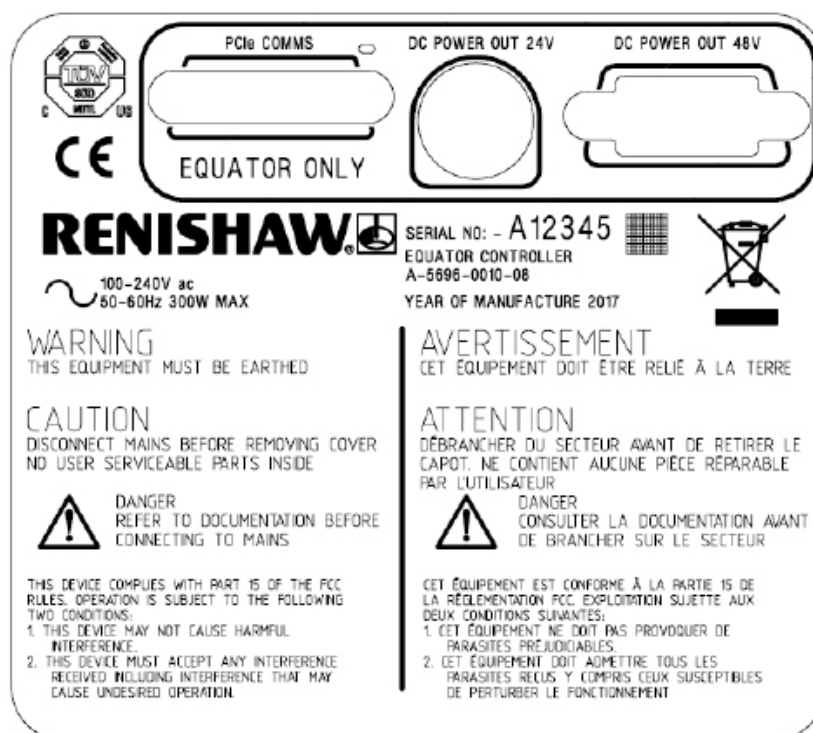 PCIe COMMS
DC POWER OUT 24V
DC POWER OUT 48V
TÜV
SÜD
C US
CE
EQUATOR ONLY
RENISHAW®
SERIAL NO: - A12345
EQUATOR CONTROLLER
A-5696-0010-08
100-240V ac
50-60Hz 300W MAX
YEAR OF MANUFACTURE 2017
WARNING
THIS EQUIPMENT MUST BE EARTHED
CAUTION
DISCONNECT MAINS BEFORE REMOVING COVER
NO USER SERVICEABLE PARTS INSIDE
DANGER
REFER TO DOCUMENTATION BEFORE
CONNECTING TO MAINS
THIS DEVICE COMPLIES WITH PART 15 OF THE FCC
RULES. OPERATION IS SUBJECT TO THE FOLLOWING
TWO CONDITIONS:
1. THIS DEVICE MAY NOT CAUSE HARMFUL
INTERFERENCE.
2. THIS DEVICE MUST ACCEPT ANY INTERFERENCE
RECEIVED INCLUDING INTERFERENCE THAT MAY
CAUSE UNDESIRED OPERATION.
AVERTISSEMENT
CET ÉQUIPEMENT DOIT ÊTRE RELIÉ À LA TERRE
ATTENTION
DÉBRANCHER DU SECTEUR AVANT DE RETIRER LE
CAPOT. NE CONTIENT AUCUNE PIÈCE RÉPARABLE
PAR L'UTILISATEUR
DANGER
CONSULTER LA DOCUMENTATION AVANT
DE BRANCHER SUR LE SECTEUR
CET ÉQUIPEMENT EST CONFORME À LA PARTIE 15 DE
LA RÉGLEMENTATION FCC. EXPLOITATION SUJETTE AUX
DEUX CONDITIONS SUIVANTES:
1. CET ÉQUIPEMENT NE DOIT PAS PROVOQUER DE
PARASITES PRÉJUDICIABLES.
2. CET ÉQUIPEMENT DOIT ADMETTRE TOUS LES
PARASITES REÇUS Y COMPRIS CEUX SUSCEPTIBLES
DE PERTURBER LE FONCTIONNEMENT